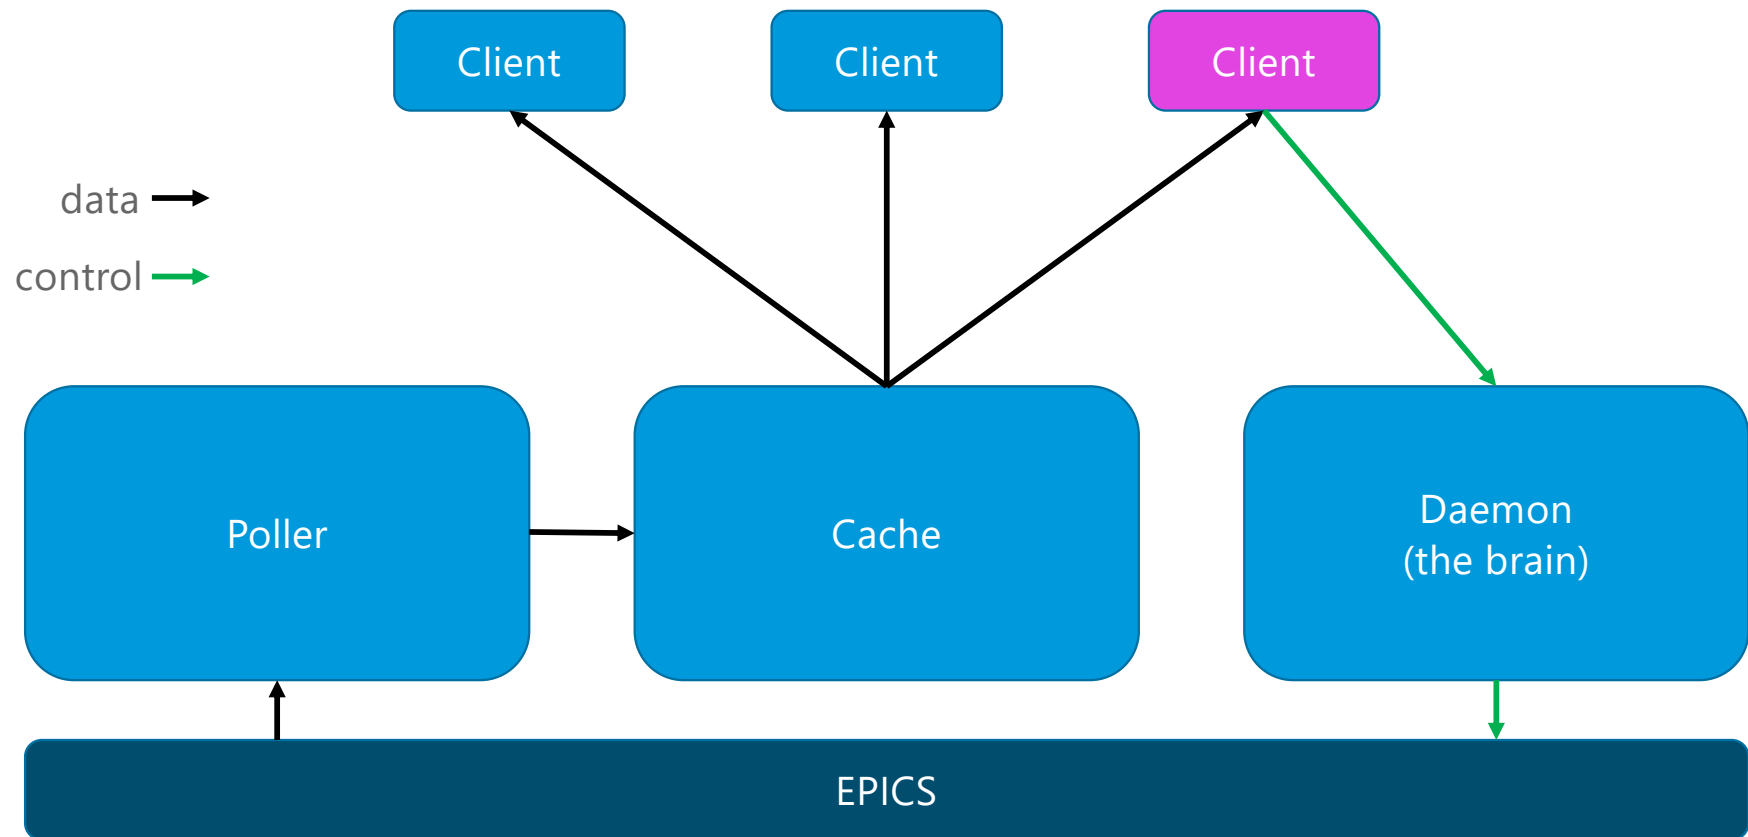 Client
Client
Client
data
control
Poller
Cache
Daemon
(the brain)
EPICS